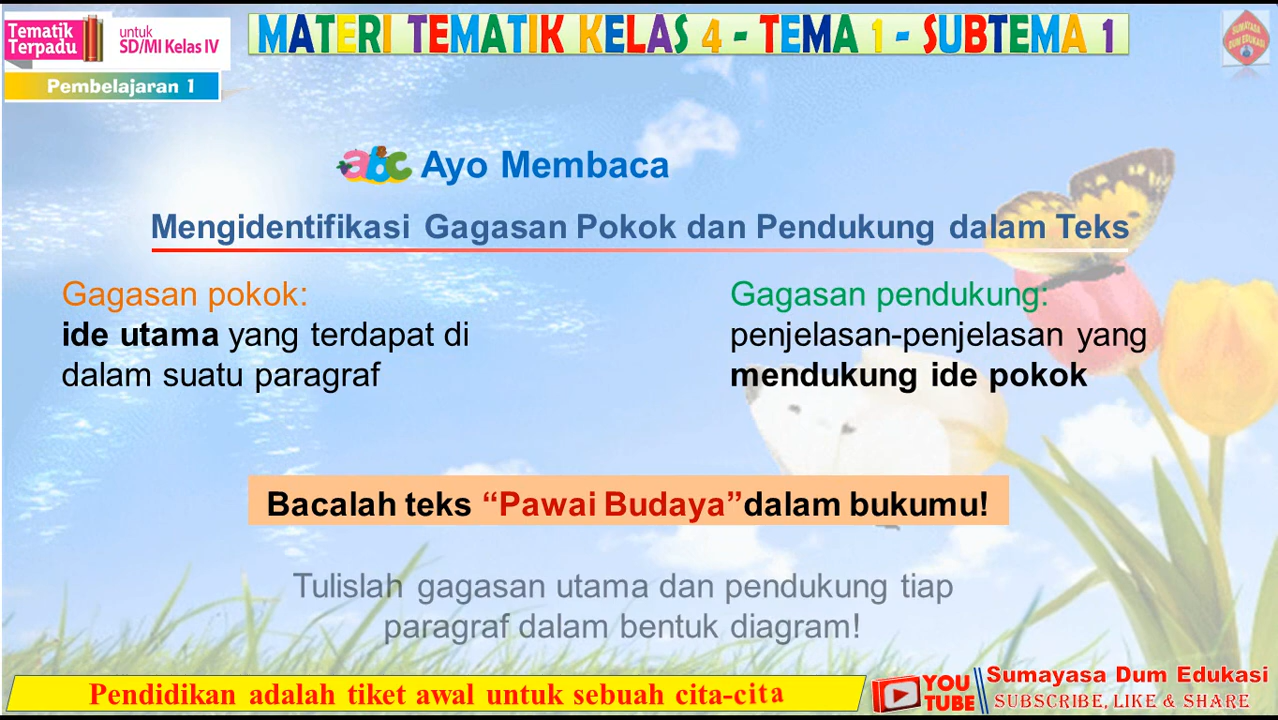 Tematik
Terpadu
untuk
SD/MI Kelas IV
Pembelajaran 1
MATERI TEMATIK KELAS 4 - TEMA 1 - SUBTEMA 1
SUMAYASA
DUM EDUKASI
abc Ayo Membaca
Mengidentifikasi Gagasan Pokok dan Pendukung dalam Teks
Gagasan pokok:
ide utama yang terdapat di
dalam suatu paragraf
Gagasan pendukung:
penjelasan-penjelasan yang
mendukung ide pokok
Bacalah teks “Pawai Budaya”dalam bukumu!
Tulislah gagasan utama dan pendukung tiap
paragraf dalam bentuk diagram!
Pendidikan adalah tiket awal untuk sebuah cita-cita
YOU
TUBE
Sumayasa Dum Edukasi
SUBSCRIBE, LIKE & SHARE